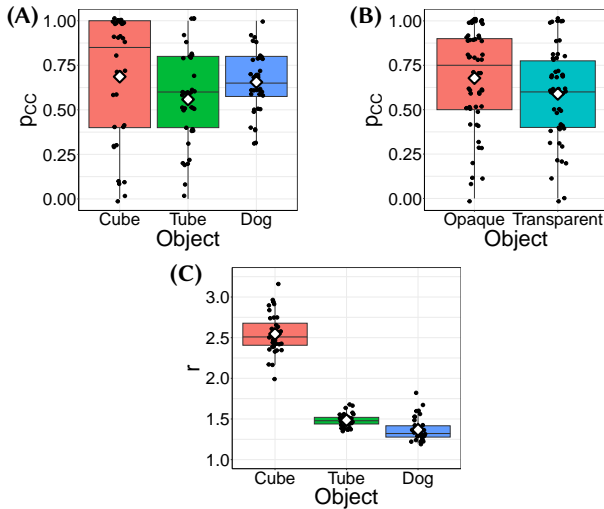 (A)
pCC
1.00
0.75
0.50
0.25
0.00
Cube Tube Dog
Object
(B)
pCC
1.00
0.75
0.50
0.25
0.00
Opaque Transparent
Object
(C)
r
3.0
2.5
2.0
1.5
1.0
Cube Tube Dog
Object